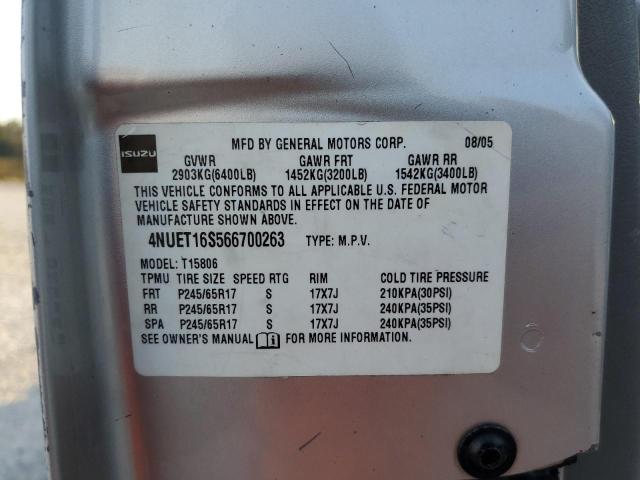 ISUZU MFD BY GENERAL MOTORS CORP. 08/05
GVWR GAWR FRT GAWR RR
2903KG(6400LB) 1452KG(3200LB) 1542KG(3400LB)
THIS VEHICLE CONFORMS TO ALL APPLICABLE U.S. FEDERAL MOTOR
VEHICLE SAFETY STANDARDS IN EFFECT ON THE DATE OF
MANUFACTURE SHOWN ABOVE.
4NUET16S566700263 TYPE: M.P.V.
MODEL: T15806
TPMU TIRE SIZE SPEED RTG RIM COLD TIRE PRESSURE
FRT P245/65R17 S 17X7J 210KPA(30PSI)
RR P245/65R17 S 17X7J 240KPA(35PSI)
SPA P245/65R17 S 17X7J 240KPA(35PSI)
SEE OWNER'S MANUAL FOR MORE INFORMATION.